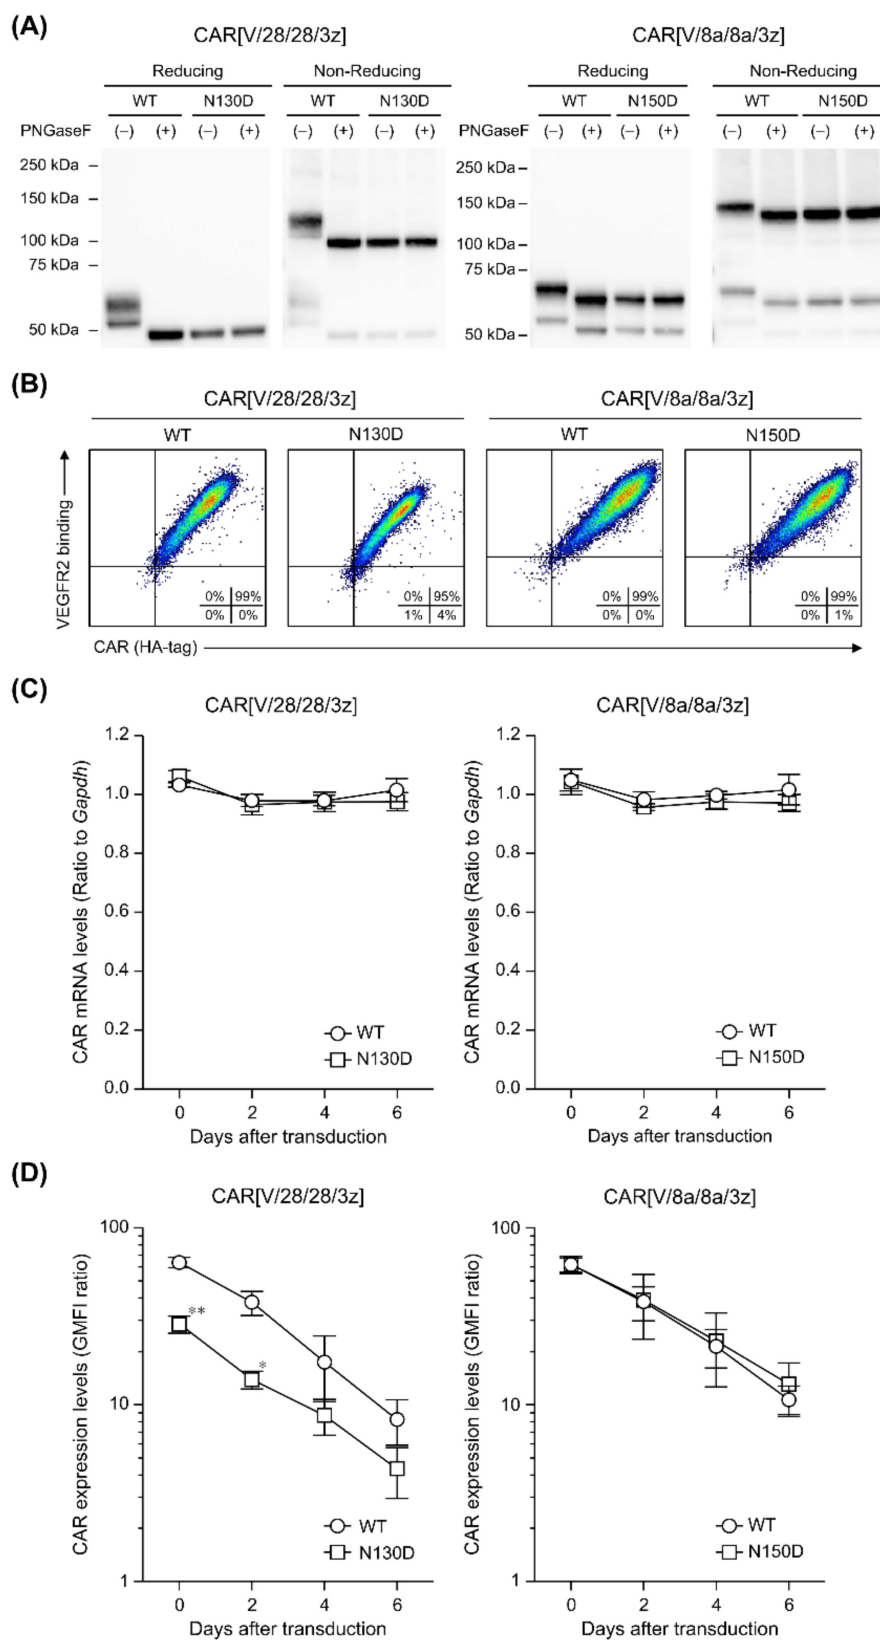 (A)
CAR[V/28/28/3z] CAR[V/8a/8a/3z]
Reducing Non-Reducing Reducing Non-Reducing
WT N130D WT N130D WT N150D WT N150D
PNGaseF (–) (+) (–) (+) (–) (+) (–) (+) PNGaseF (–) (+) (–) (+) (–) (+) (–) (+)
250 kDa – 250 kDa –
150 kDa – 150 kDa –
100 kDa – 100 kDa –
75 kDa – 75 kDa –
50 kDa – 50 kDa –
(B)
CAR[V/28/28/3z] CAR[V/8a/8a/3z]
WT N130D WT N150D
VEGFR2 binding
0% 99% 0% 95% 0% 99% 0% 99%
0% 0% 1% 4% 0% 0% 0% 1%
CAR (HA-tag)
(C)
CAR[V/28/28/3z] CAR[V/8a/8a/3z]
CAR mRNA levels (Ratio to Gapdh) CAR mRNA levels (Ratio to Gapdh)
1.2 1.2
1.0 1.0
0.8 0.8
0.6 0.6
0.4 0.4
0.2 0.2
0.0 0.0
WT WT
N130D N150D
0 2 4 6 0 2 4 6
Days after transduction Days after transduction
(D)
CAR[V/28/28/3z] CAR[V/8a/8a/3z]
CAR expression levels (GMFI ratio) CAR expression levels (GMFI ratio)
100 100
**
*
10 10
1 1
WT WT
N130D N150D
0 2 4 6 0 2 4 6
Days after transduction Days after transduction